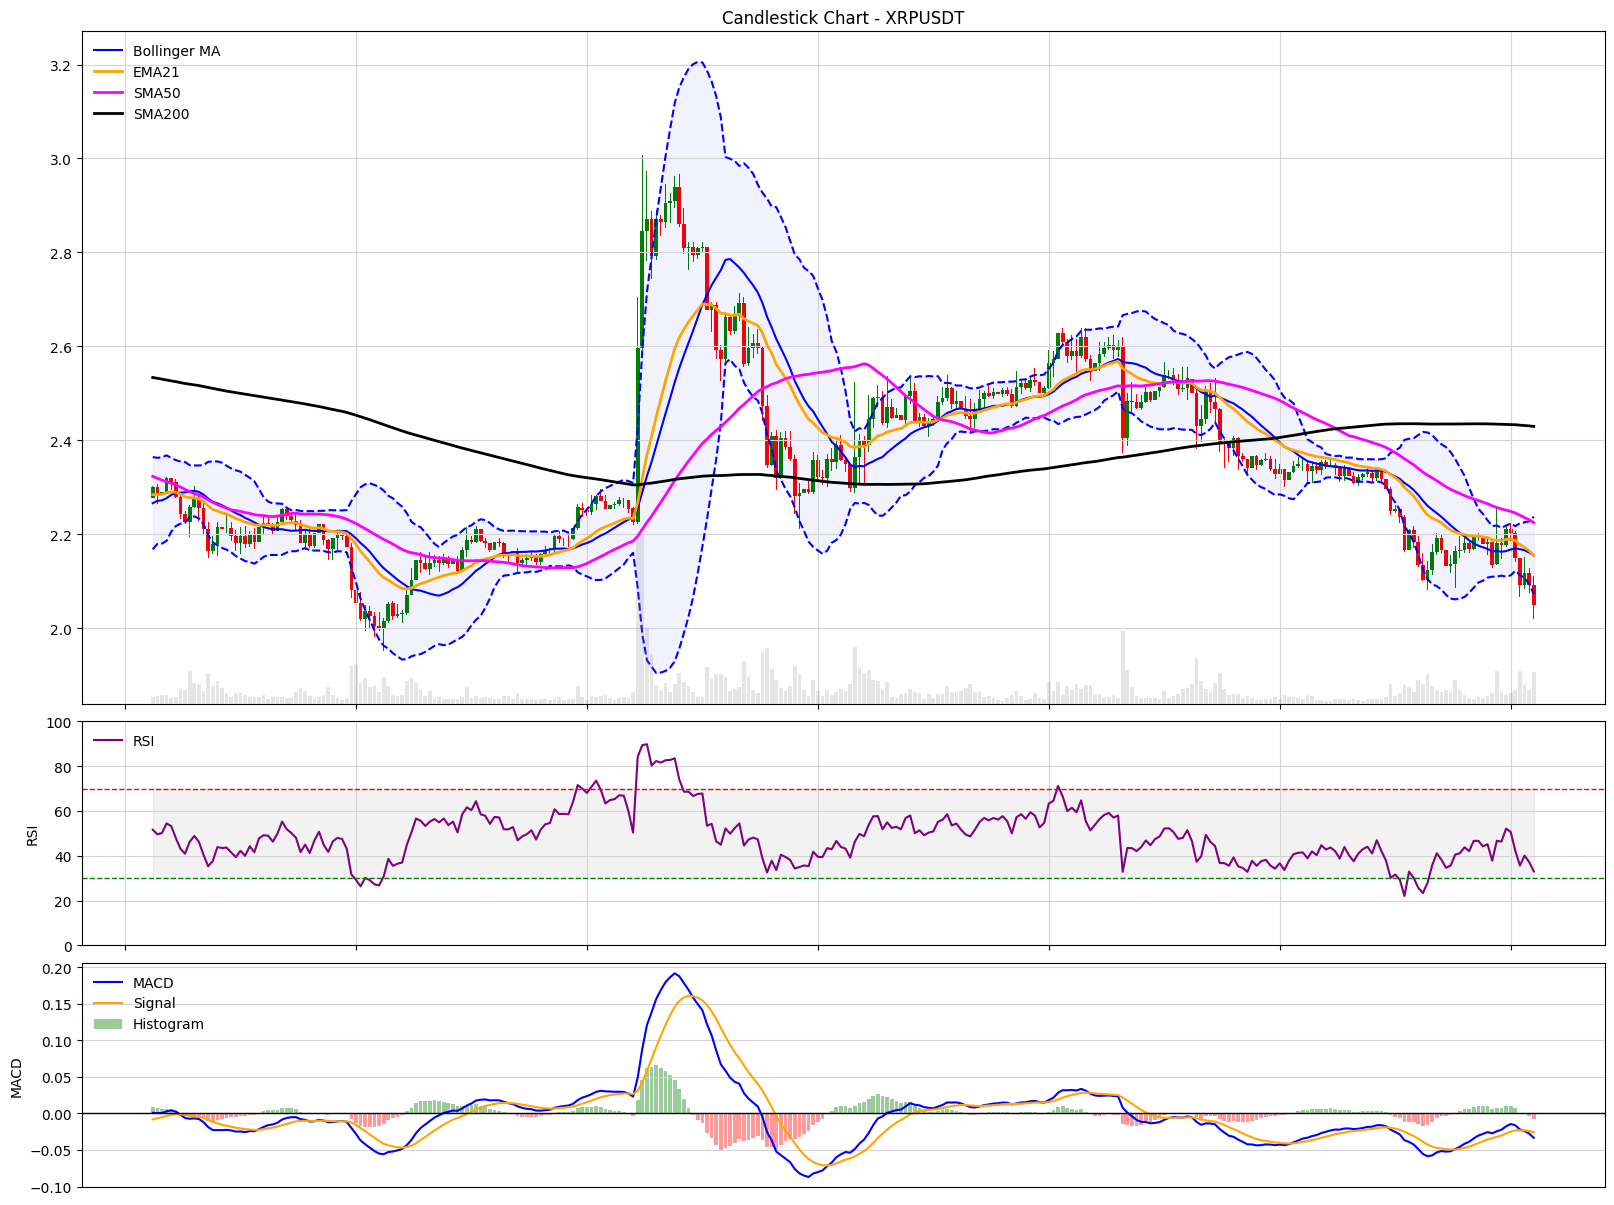 Candlestick Chart - XRPUSDT
Bollinger MA
EMA21
SMA50
SMA200
3.2
3.0
2.8
2.6
2.4
2.2
2.0
RSI
RSI
100
80
60
40
20
0
MACD
Signal
Histogram
MACD
0.20
0.15
0.10
0.05
0.00
−0.05
−0.10